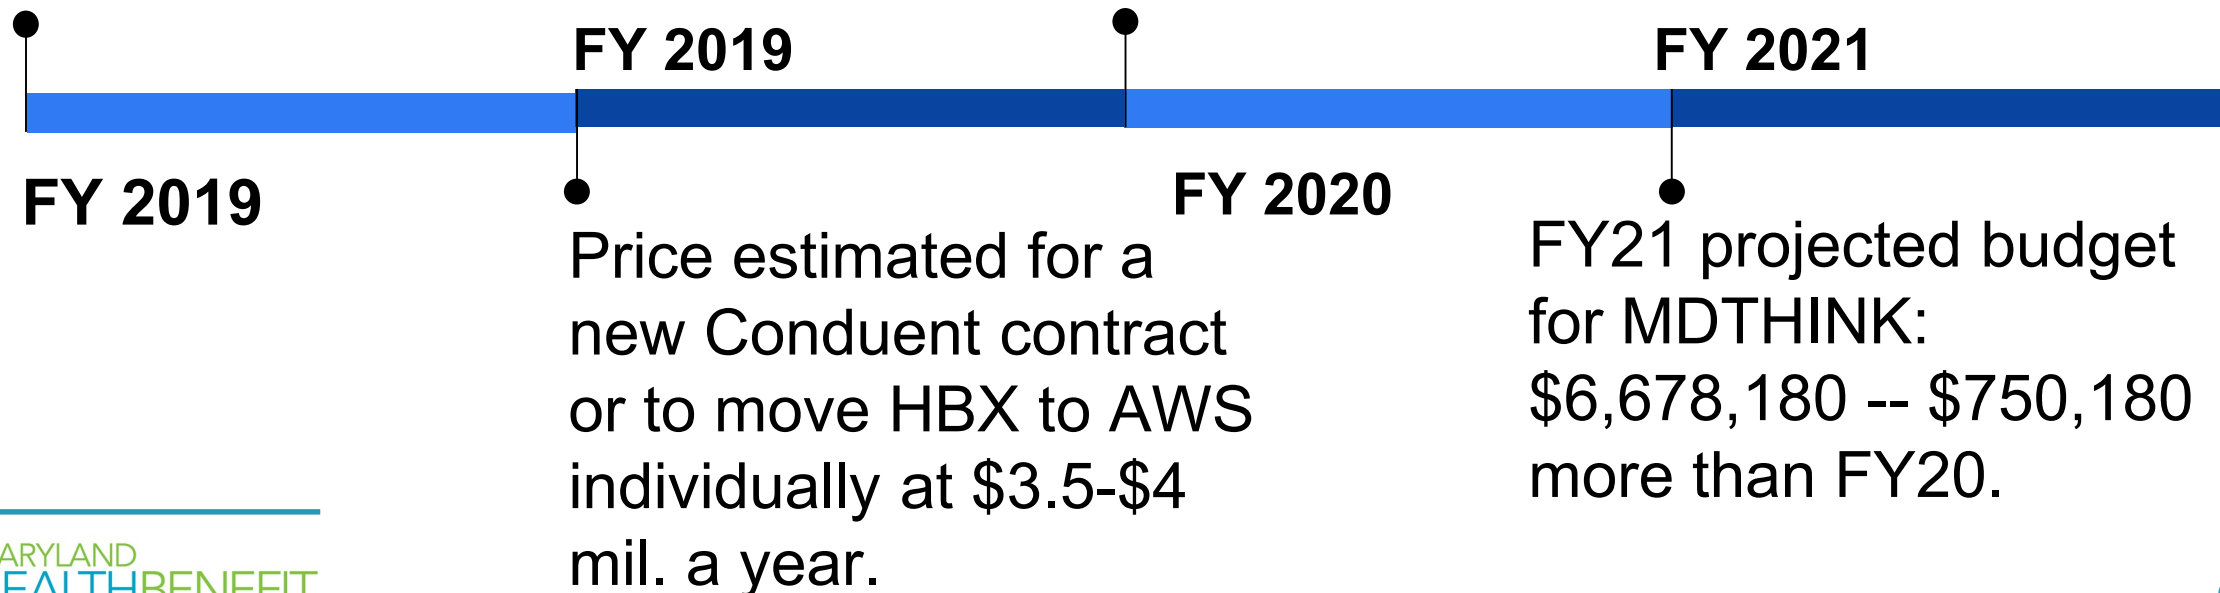 FY 2019
FY 2021
FY 2019
FY 2020
Price estimated for a
new Conduent contract
or to move HBX to AWS
individually at $3.5-$4
mil. a year.
FY21 projected budget
for MDTHINK:
$6,678,180 -- $750,180
more than FY20.
ARYLAND
EALTHBENEFIT